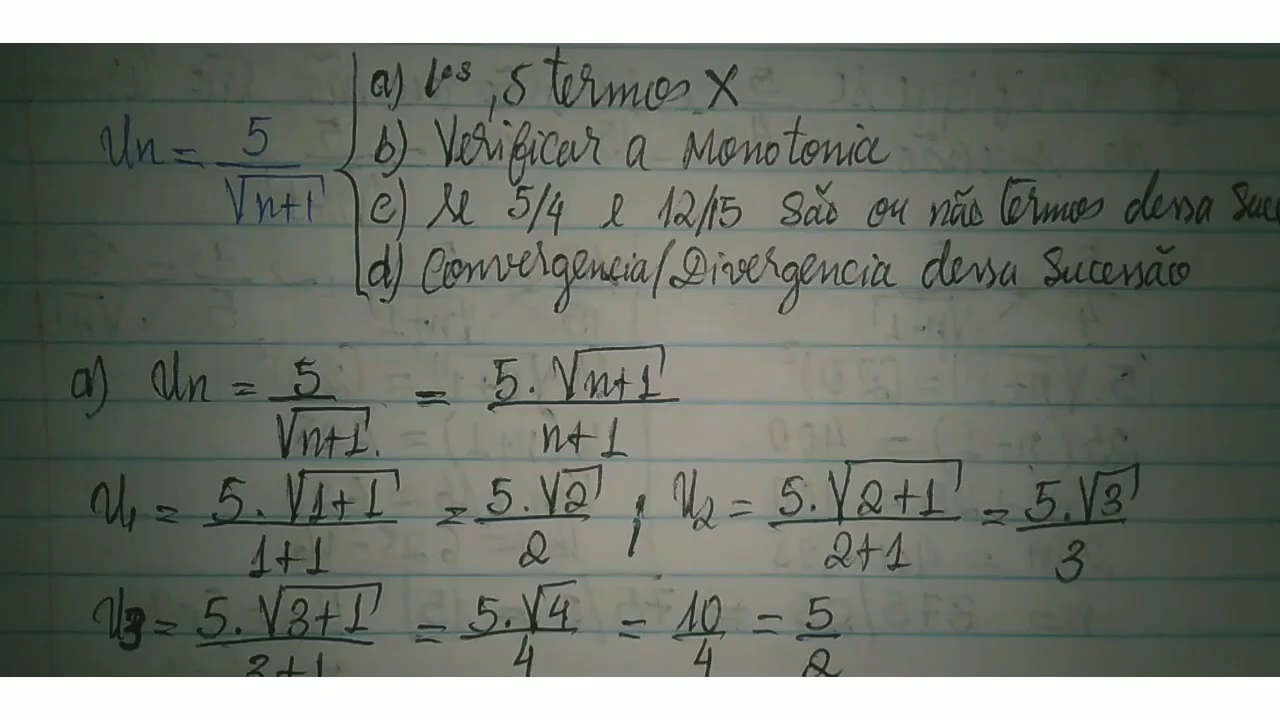 Un = 5/√n+1 { a) 1ºs, 5 termos X
b) Verificar a Monotonia
c) se 5/4 e 12/15 são ou não termos dessa Suc
d) Convergencia/Divergencia dessa Sucessão
a) Un = 5/√n+1 = 5.√n+1/n+1
U1 = 5.√1+1/1+1 = 5.√2/2 ; U2 = 5.√2+1/2+1 = 5.√3/3
U3 = 5.√3+1/3+1 = 5.√4/4 = 10/4 = 5/2